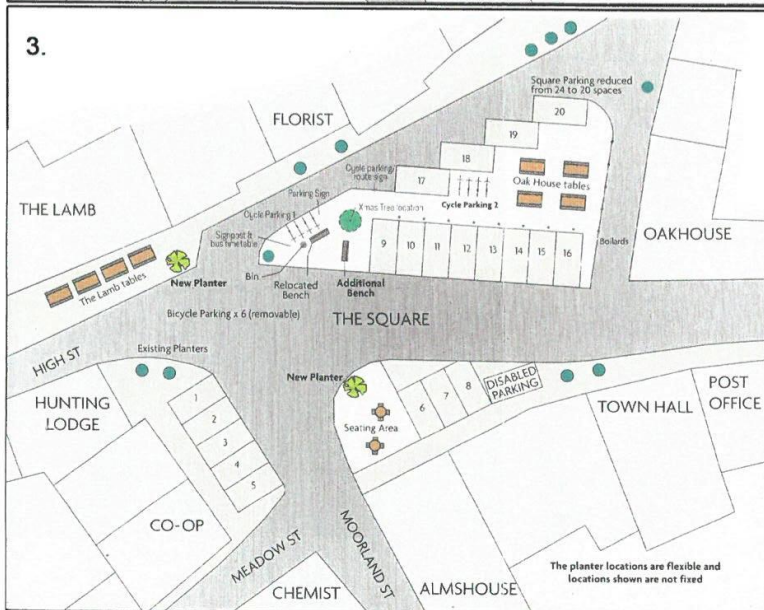 3.
Square Parking reduced
from 24 to 20 spaces
FLORIST
20
19
18
17
Cycle parking/
route sign
Cycle Parking 2
Oak House tables
Parking Sign
Cycle Parking 1
Xmas Tree location
THE LAMB
Signpost &
bus timetable
9
10
11
12
13
14
15
16
Bollards
OAKHOUSE
The Lamb tables
New Planter
Bin
Relocated
Bench
Additional
Bench
Bicycle Parking x 6 (removable)
THE SQUARE
HIGH ST
Existing Planters
New Planter
HUNTING
LODGE
1
2
3
4
5
6
7
8
DISABLED
PARKING
Seating Area
TOWN HALL
POST
OFFICE
CO-OP
MEADOW ST
MOORLAND ST
CHEMIST
ALMSHOUSE
The planter locations are flexible and
locations shown are not fixed